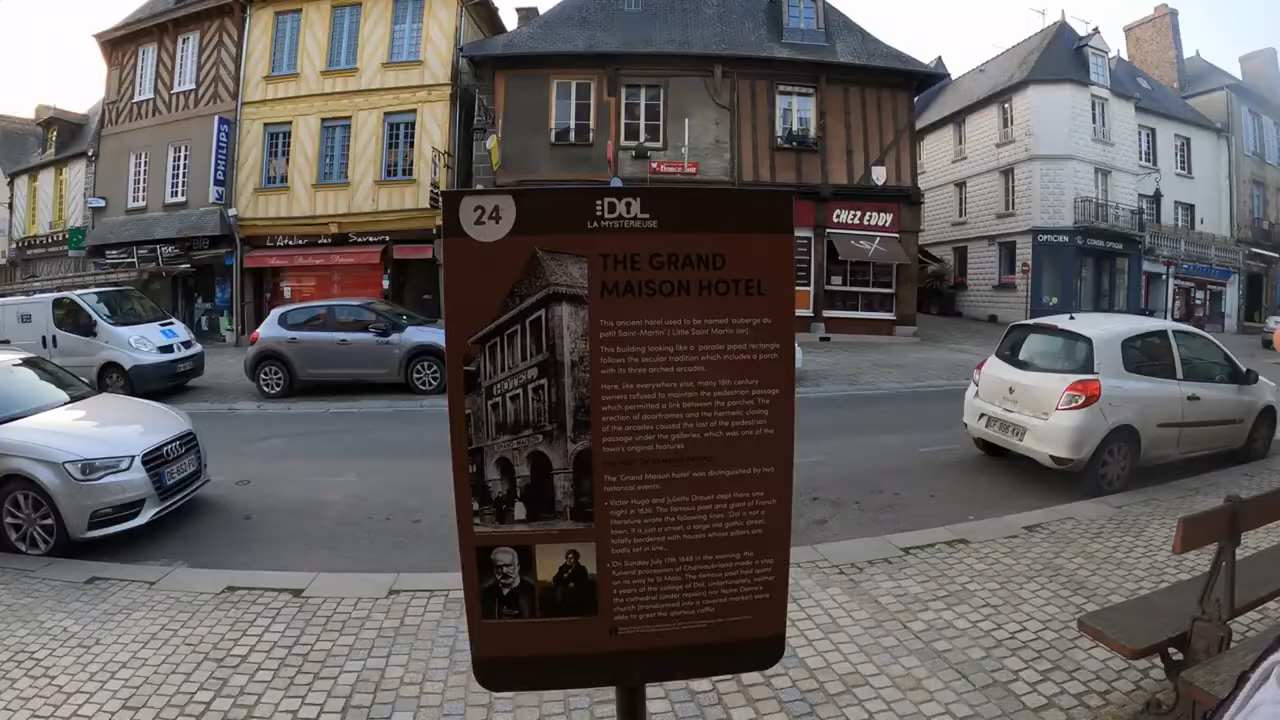 PHILIPS
L'Atelier des Saveurs
24
DOL
LA MYSTÉRIEUSE
CHEZ EDDY
OPTICIEN
CONSEIL OPTIQUE
THE GRAND
MAISON HOTEL
This ancient hotel used to be named 'auberge du
petit Saint-Martin' ( Little Saint Martin Inn).
This building looking like a parallel piped rectangle
follows the secular tradition which includes a porch
with its three arched arcades.
Here, like everywhere else, many 19th century
owners refused to maintain the pedestrian passage
which permitted a link between the porches. The
erection of doorframes and the hermetic closing
of the arcades caused the lost of the pedestrian
passage under the galleries, which was one of the
town's original features.
The 'Grand Maison hotel' was distinguished by two
historical events:
• Victor Hugo and Juliette Drouet slept there one
night in 1836. The famous poet and giant of French
literature wrote the following lines: 'Dol is not a
town, it is just a street, a large old gothic street,
totally bordered with houses whose pillars are
badly set in line...
• On Sunday July 17th 1848 in the evening, the
funeral procession of Chateaubriand made a stop
on its way to St Malo. The famous poet had spent
4 years at the college of Dol. Unfortunately, neither
the cathedral (under repairs) nor Notre Dame's
church (transformed into a covered market) were
able to greet the glorious coffin
HOTEL
GRAND MAISON